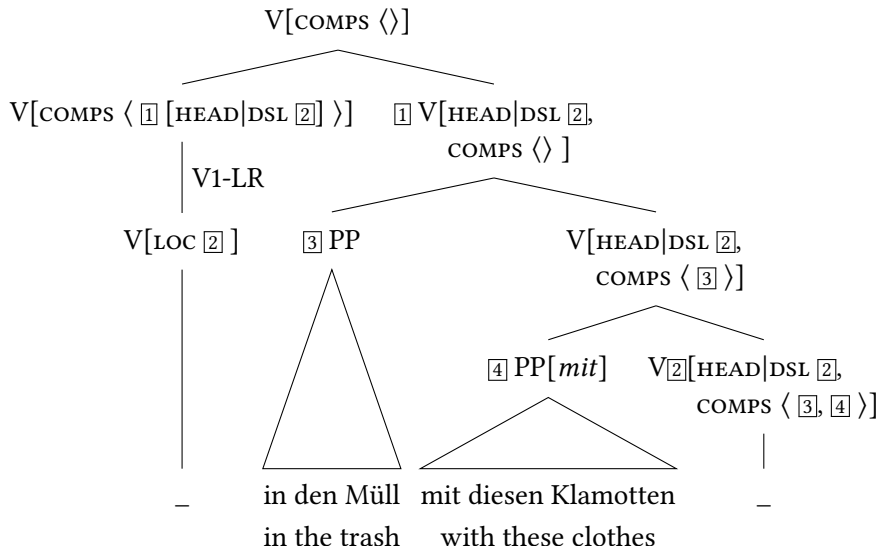 V[COMPS ⟨⟩]
V[COMPS ⟨ 1 [HEAD|DSL 2] ⟩] 1 V[HEAD|DSL 2,
COMPS ⟨⟩ ]
V1-LR
V[LOC 2 ] 3 PP V[HEAD|DSL 2,
COMPS ⟨ 3 ⟩]
4 PP[mit] V2[HEAD|DSL 2,
COMPS ⟨ 3, 4 ⟩]
_ in den Müll mit diesen Klamotten _
in the trash with these clothes